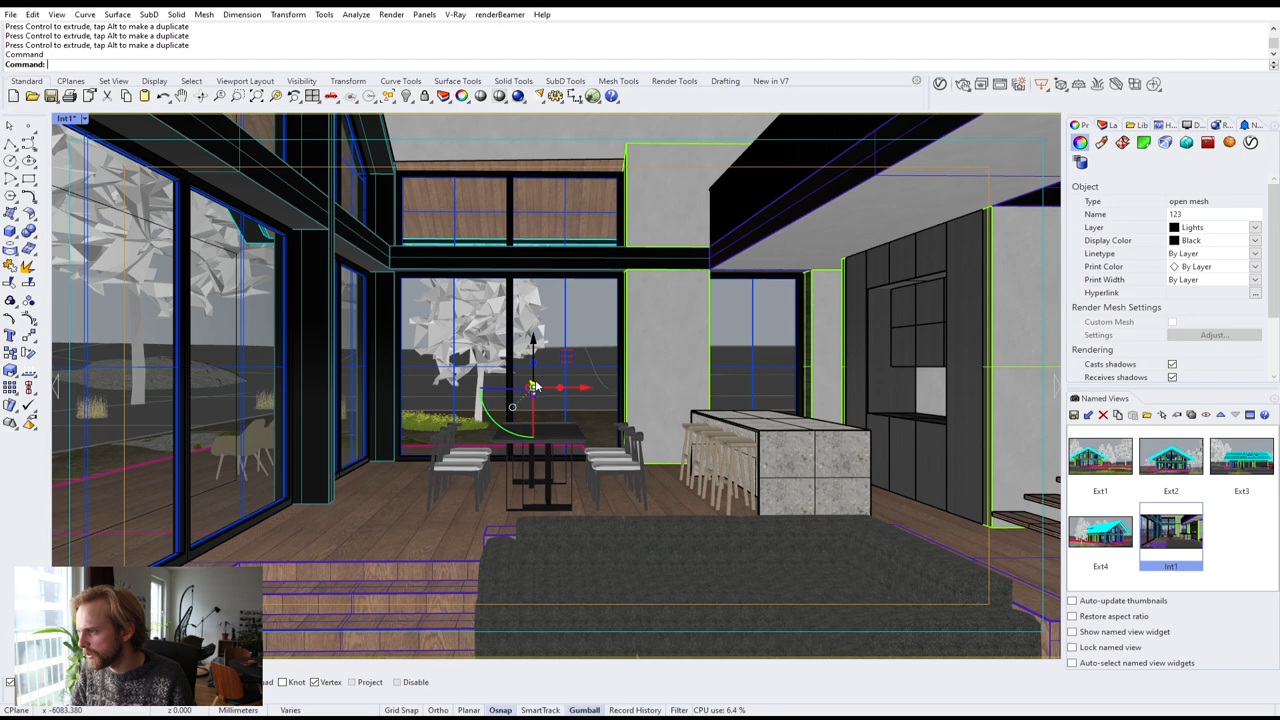 File Edit View Curve Surface SubD Solid Mesh Dimension Transform Tools Analyze Render Panels V-Ray renderBeamer Help
Press Control to extrude, tap Alt to make a duplicate
Press Control to extrude, tap Alt to make a duplicate
Press Control to extrude, tap Alt to make a duplicate
Command
Command:
Standard CPlanes Set View Display Select Viewport Layout Visibility Transform Curve Tools Surface Tools Solid Tools SubD Tools Mesh Tools Render Tools Drafting New in V7
Int1*
Pr La Lib H... D... R... N...
Object
Type open mesh
Name 123
Layer Lights
Display Color Black
Linetype By Layer
Print Color By Layer
Print Width By Layer
Hyperlink ...
Render Mesh Settings
Custom Mesh
Settings Adjust...
Rendering
Casts shadows
Receives shadows
Named Views
Ext1 Ext2 Ext3
Ext4 Int1
Auto-update thumbnails
Restore aspect ratio
Show named view widget
Lock named view
Auto-select named view widgets
Knot Vertex Project Disable
CPlane x -6083.380 z 0.000 Millimeters Varies Grid Snap Ortho Planar Osnap SmartTrack Gumball Record History Filter CPU use: 6.4 %